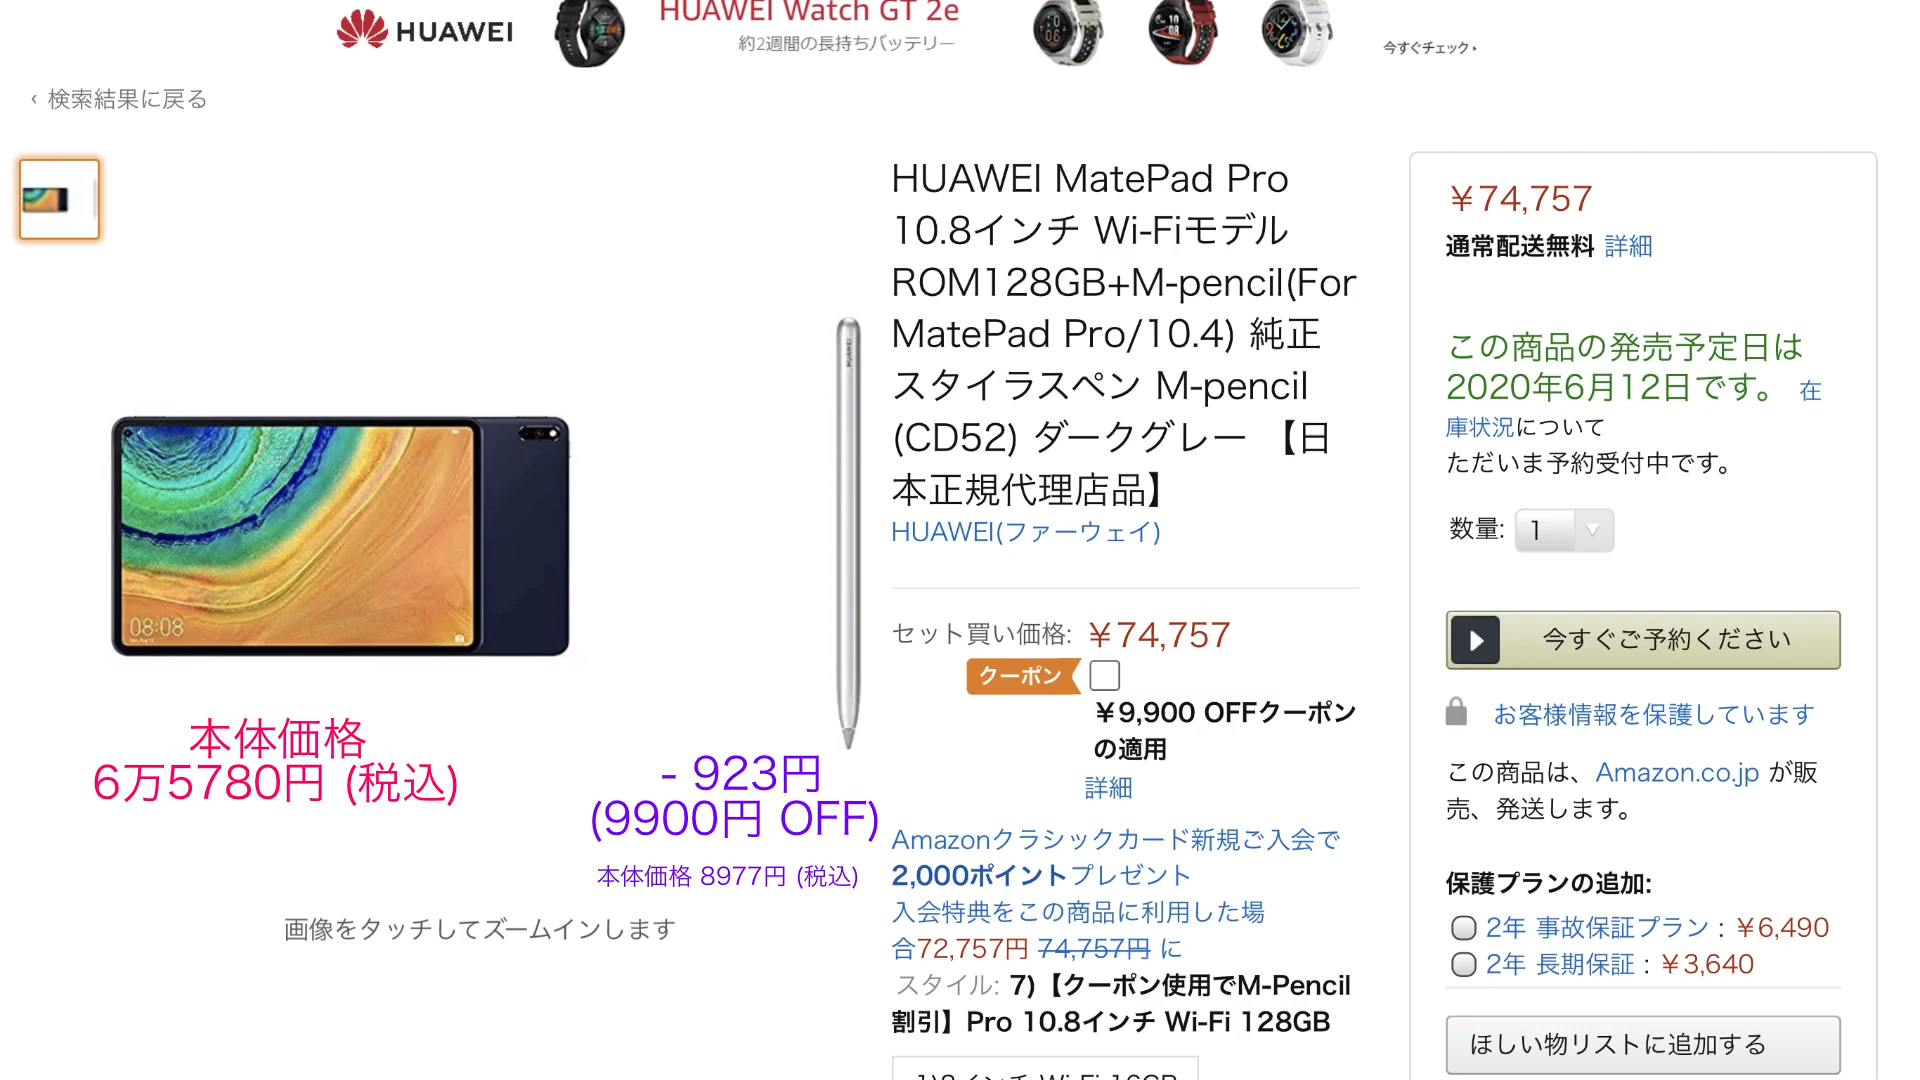 HUAWEI
HUAWEI Watch GT 2e
約2週間の長持ちバッテリー
今すぐチェック
‹ 検索結果に戻る
HUAWEI MatePad Pro
10.8インチ Wi-Fiモデル
ROM128GB+M-pencil(For
MatePad Pro/10.4) 純正
スタイラスペン M-pencil
(CD52) ダークグレー 【日
本正規代理店品】
HUAWEI(ファーウェイ)
HUAWEI
08:08
本体価格
6万5780円 (税込)
- 923円
(9900円 OFF)
本体価格 8977円 (税込)
画像をタッチしてズームインします
セット買い価格: ￥74,757
クーポン
￥9,900 OFFクーポン
の適用
詳細
Amazonクラシックカード新規ご入会で
2,000ポイントプレゼント
入会特典をこの商品に利用した場
合72,757円 74,757円 に
スタイル: 7)【クーポン使用でM-Pencil
割引】Pro 10.8インチ Wi-Fi 128GB
1)8インチ Wi-Fi 16GB
￥74,757
通常配送無料 詳細
この商品の発売予定日は
2020年6月12日です。 在
庫状況について
ただいま予約受付中です。
数量: 1
今すぐご予約ください
お客様情報を保護しています
この商品は、Amazon.co.jp が販
売、発送します。
保護プランの追加:
2年 事故保証プラン : ￥6,490
2年 長期保証 : ￥3,640
ほしい物リストに追加する